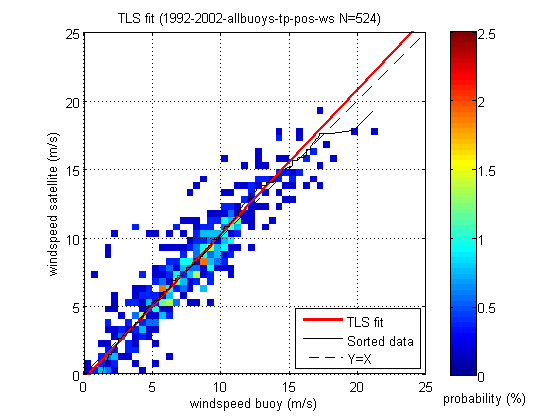 TLS fit (1992-2002-allbuoys-tp-pos-ws N=524)
25
20
15
10
5
0
windspeed satellite (m/s)
0 5 10 15 20 25
windspeed buoy (m/s)
TLS fit
Sorted data
Y=X
2.5
2
1.5
1
0.5
0
probability (%)